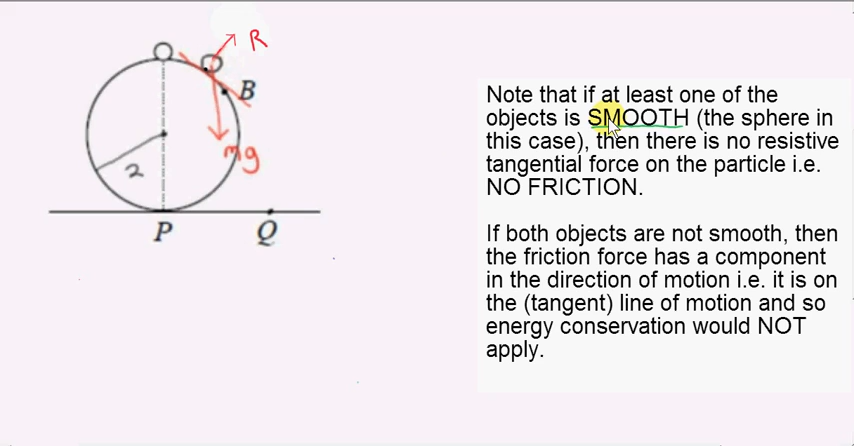 R
B
mg
2
P
Q
Note that if at least one of the
objects is SMOOTH (the sphere in
this case), then there is no resistive
tangential force on the particle i.e.
NO FRICTION.
If both objects are not smooth, then
the friction force has a component
in the direction of motion i.e. it is on
the (tangent) line of motion and so
energy conservation would NOT
apply.